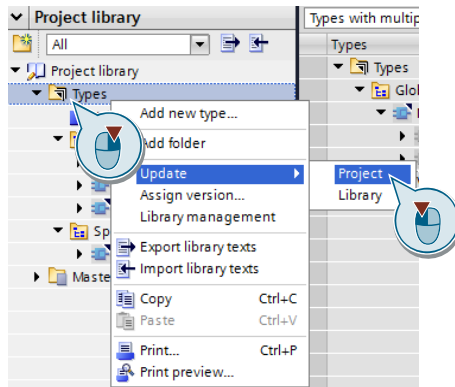 Project library
All
Project library
Types
Add new type...
Add folder
Update
Assign version...
Library management
Export library texts
Import library texts
Copy Ctrl+C
Paste Ctrl+V
Print... Ctrl+P
Print preview...
Sp
Maste
Types with multip
Types
Types
Glo
Project
Library